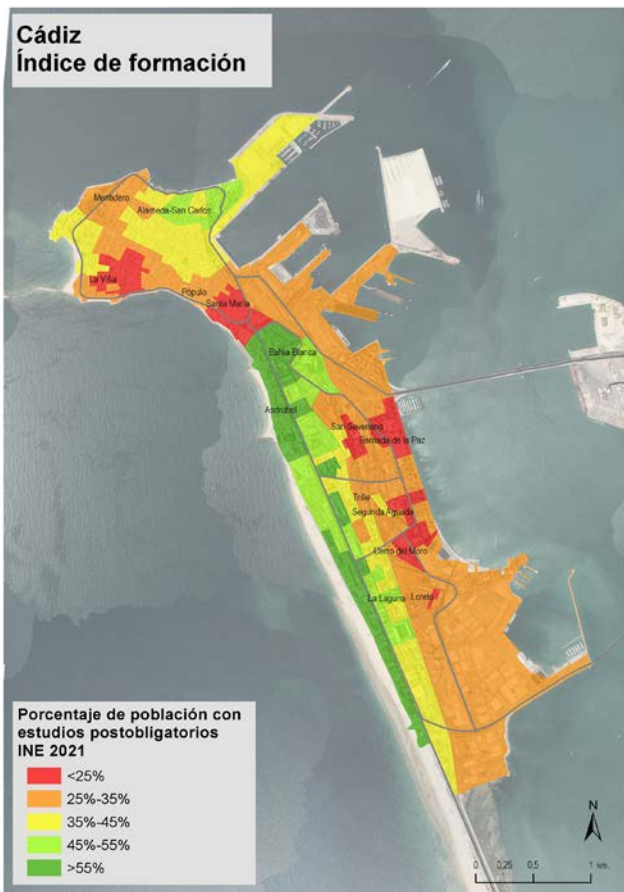 Cádiz
Índice de formación
Mentidero
Alameda-San Carlos
La Viña
Pópulo
Santa María
Bahía Blanca
Asdrubal
San Severiano
Barriada de la Paz
Trille
Segunda Aguada
Cerro del Moro
La Laguna
Loreto
Porcentaje de población con
estudios postobligatorios
INE 2021
<25%
25%-35%
35%-45%
45%-55%
>55%
N
0 0,25 0,5 1 km.